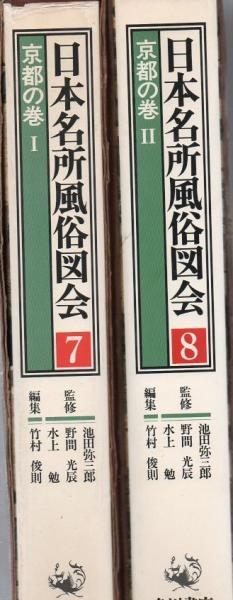 日本名所風俗図会
京都の巻 I
7
監修
池田弥三郎
野間光辰
水上勉
編集
竹村俊則
日本名所風俗図会
京都の巻 II
8
監修
池田弥三郎
野間光辰
水上勉
編集
竹村俊則